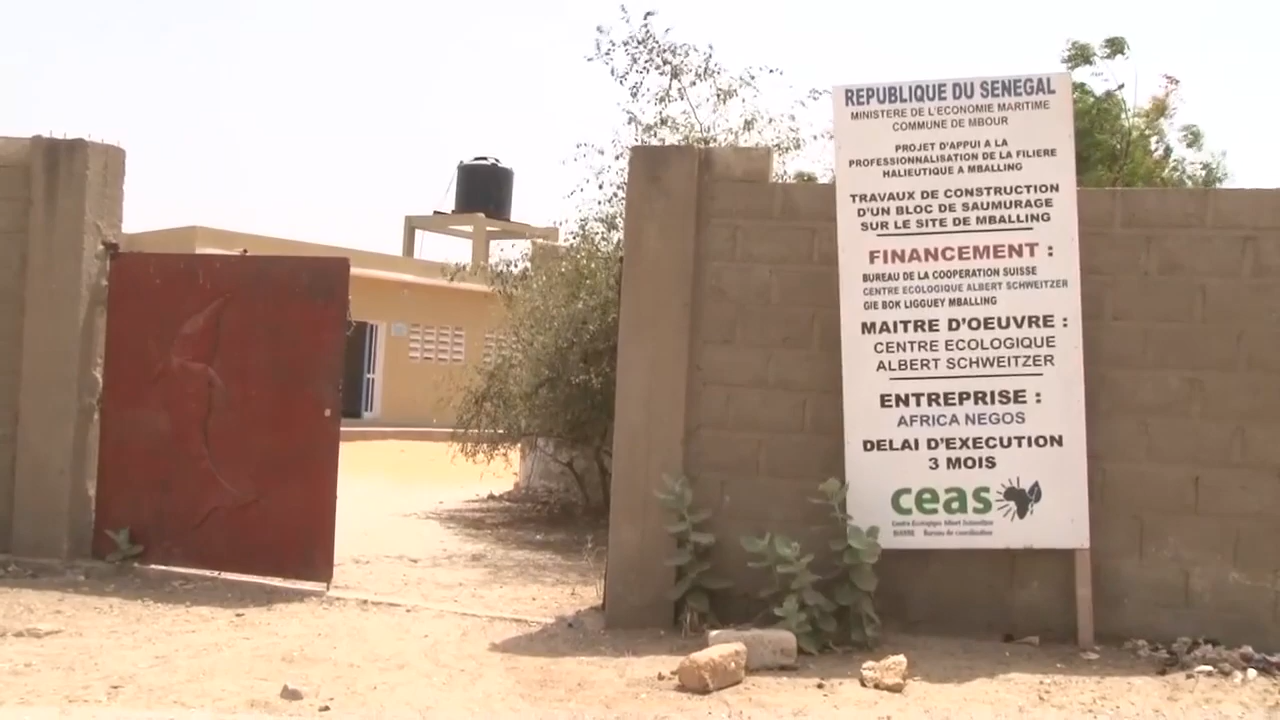 REPUBLIQUE DU SENEGAL
MINISTERE DE L'ECONOMIE MARITIME
COMMUNE DE MBOUR
PROJET D'APPUI A LA
PROFESSIONNALISATION DE LA FILIERE
HALIEUTIQUE A MBALLING
TRAVAUX DE CONSTRUCTION
D'UN BLOC DE SAUMURAGE
SUR LE SITE DE MBALLING
FINANCEMENT :
BUREAU DE LA COOPERATION SUISSE
CENTRE ECOLOGIQUE ALBERT SCHWEITZER
GIE BOK LIGGUEY MBALLING
MAITRE D'OEUVRE :
CENTRE ECOLOGIQUE
ALBERT SCHWEITZER
ENTREPRISE :
AFRICA NEGOS
DELAI D'EXECUTION
3 MOIS
ceas
Centre Ecologique Albert Schweitzer
Bureau de coordination